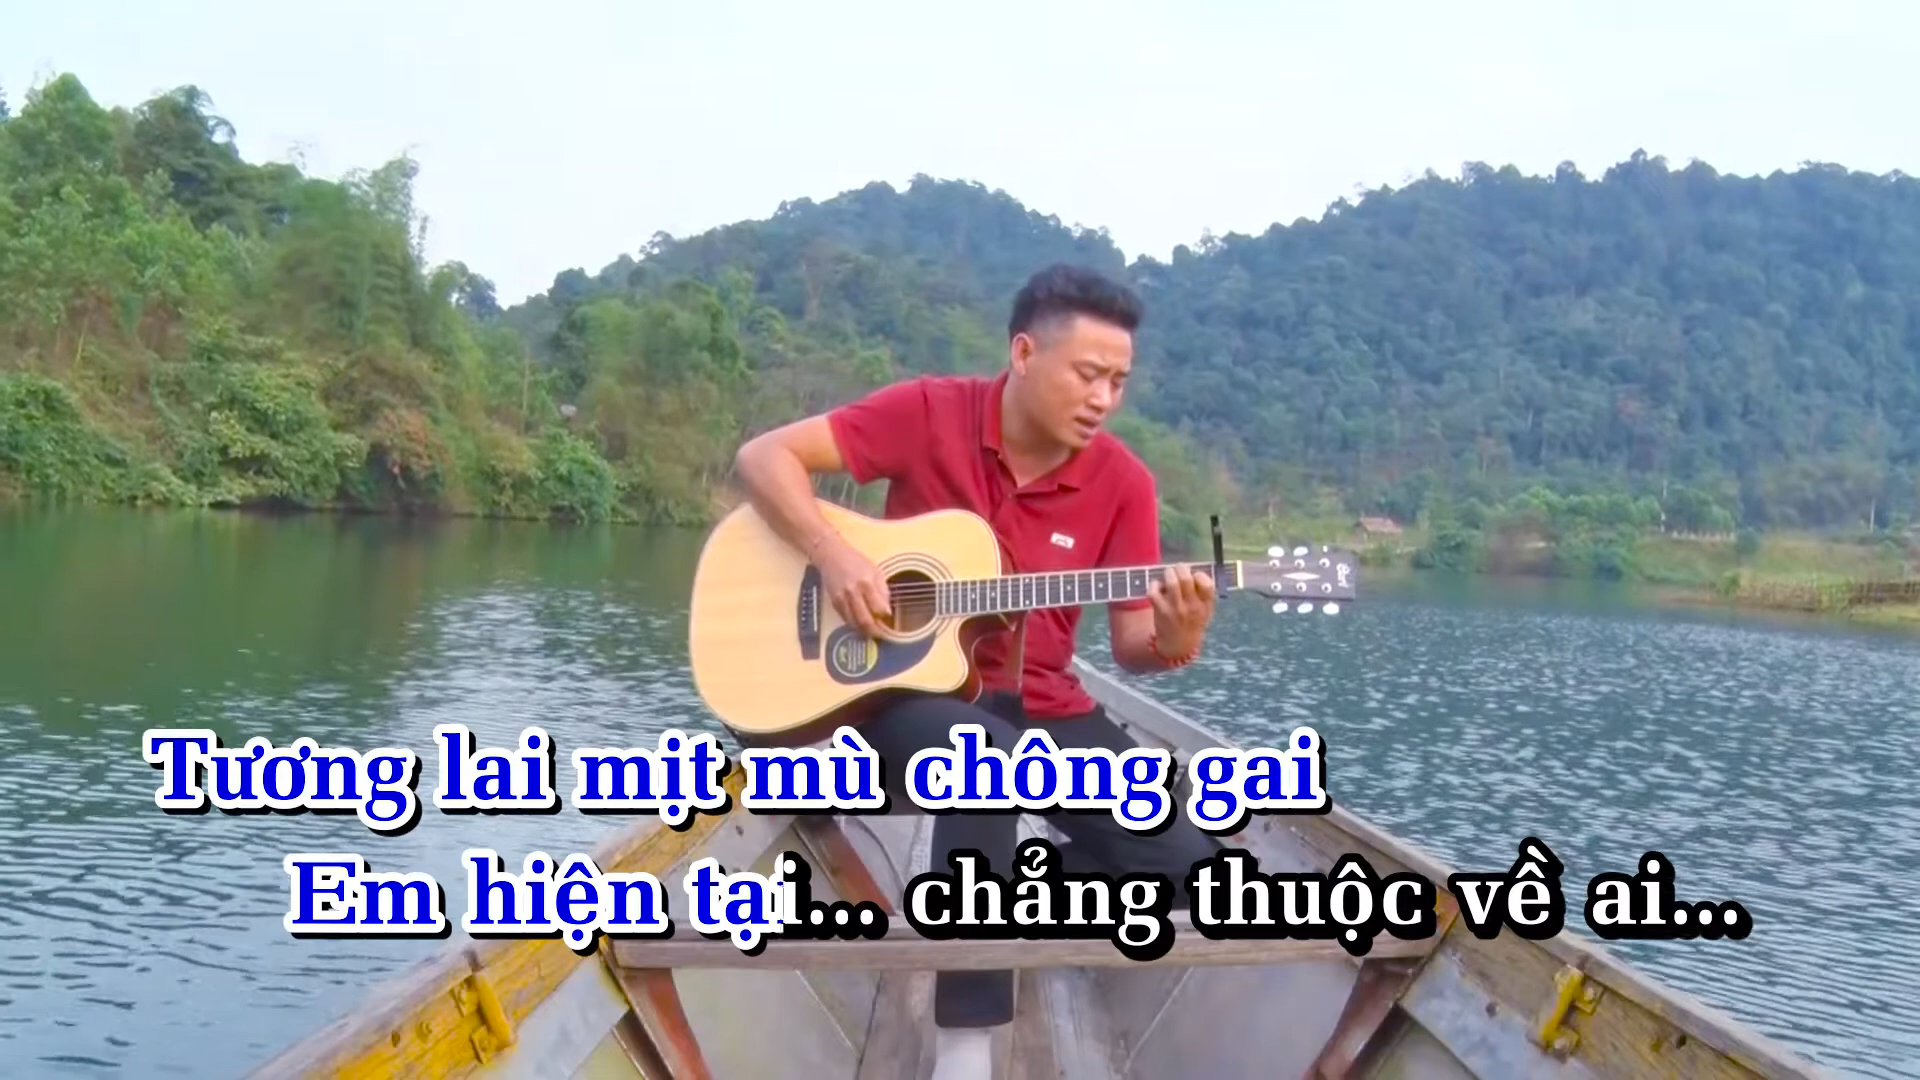 Tương lai mịt mù chông gai
Em hiện tại... chẳng thuộc về ai...